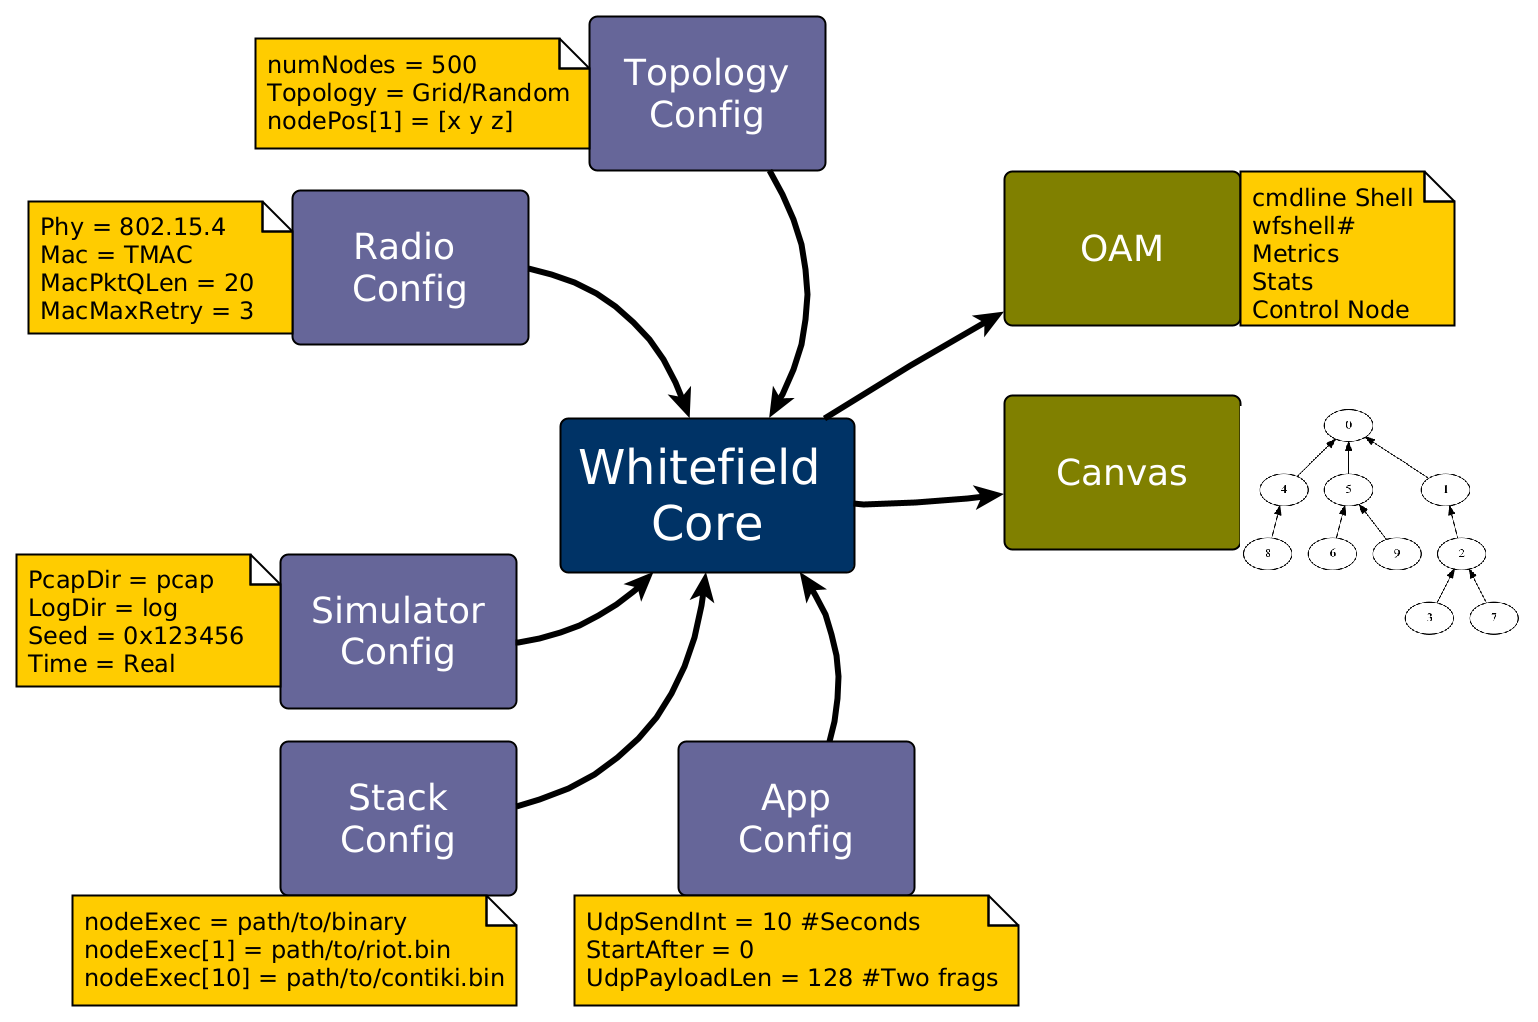 numNodes = 500
Topology = Grid/Random
nodePos[1] = [x y z]
Topology
Config
Phy = 802.15.4
Mac = TMAC
MacPktQLen = 20
MacMaxRetry = 3
Radio
Config
OAM
cmdline Shell
wfshell#
Metrics
Stats
Control Node
Whitefield
Core
Canvas
0
4
5
1
8
6
9
2
3
7
PcapDir = pcap
LogDir = log
Seed = 0x123456
Time = Real
Simulator
Config
Stack
Config
nodeExec = path/to/binary
nodeExec[1] = path/to/riot.bin
nodeExec[10] = path/to/contiki.bin
App
Config
UdpSendInt = 10 #Seconds
StartAfter = 0
UdpPayloadLen = 128 #Two frags